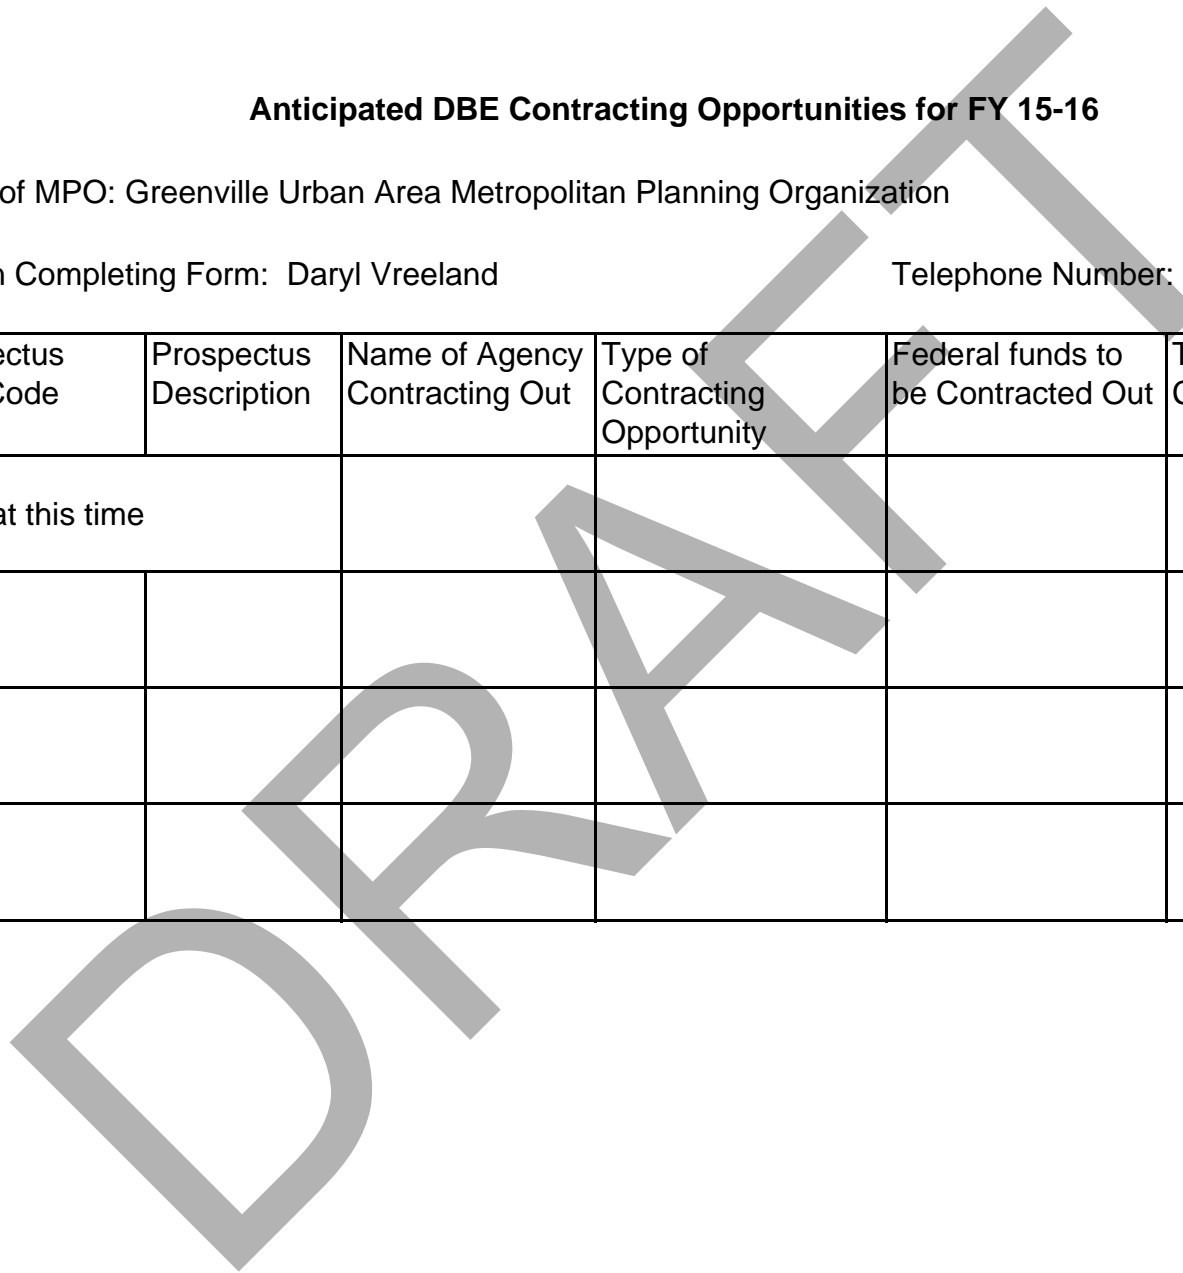 Anticipated DBE Contracting Opportunities for FY 15-16
of MPO: Greenville Urban Area Metropolitan Planning Organization
Completing Form: Daryl Vreeland Telephone Number:
ectus Prospectus Name of Agency Type of Federal funds to
Code Description Contracting Out Contracting be Contracted Out
Opportunity
at this time
DRAFT